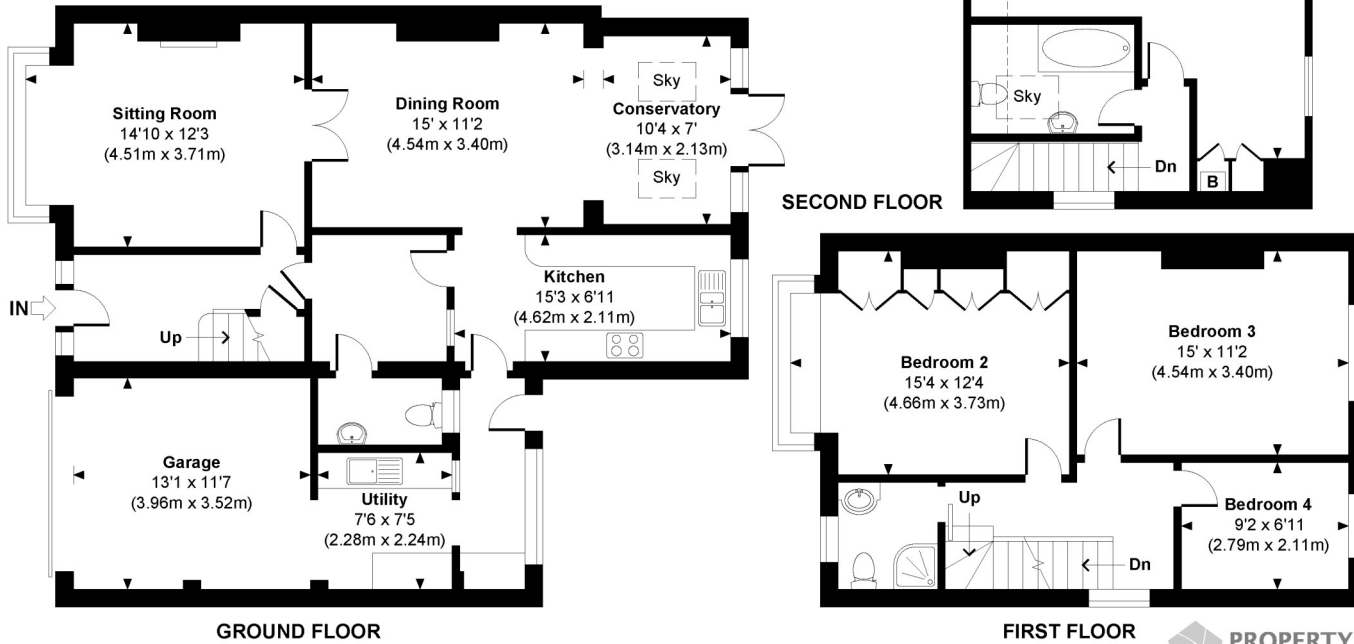 Sitting Room
14'10 x 12'3
(4.51m x 3.71m)
Dining Room
15' x 11'2
(4.54m x 3.40m)
Sky
Conservatory
10'4 x 7'
(3.14m x 2.13m)
Sky
IN
Up
Kitchen
15'3 x 6'11
(4.62m x 2.11m)
Garage
13'1 x 11'7
(3.96m x 3.52m)
Utility
7'6 x 7'5
(2.28m x 2.24m)
GROUND FLOOR
Sky
Dn
B
SECOND FLOOR
Bedroom 2
15'4 x 12'4
(4.66m x 3.73m)
Bedroom 3
15' x 11'2
(4.54m x 3.40m)
Up
Dn
Bedroom 4
9'2 x 6'11
(2.79m x 2.11m)
FIRST FLOOR
PROPERTY